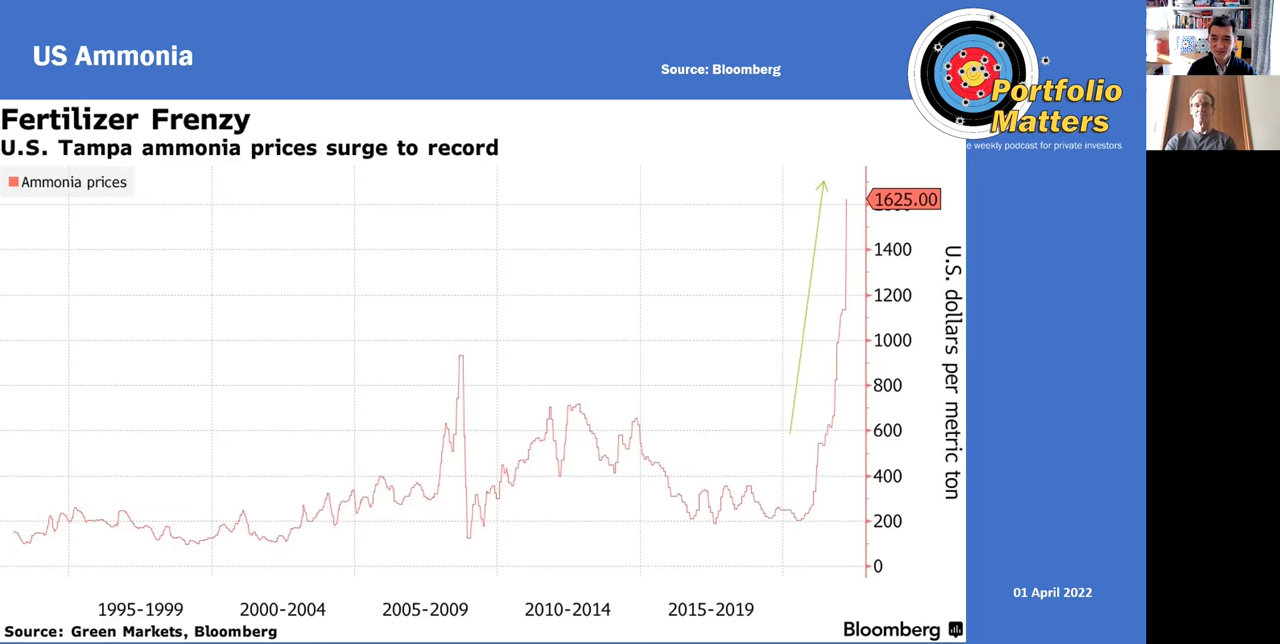 US Ammonia
Source: Bloomberg
Portfolio
Matters
e weekly podcast for private investors
Fertilizer Frenzy
U.S. Tampa ammonia prices surge to record
Ammonia prices
1625.00
1400
1200
1000
800
600
400
200
0
U.S. dollars per metric ton
1995-1999
2000-2004
2005-2009
2010-2014
2015-2019
Source: Green Markets, Bloomberg
Bloomberg
01 April 2022